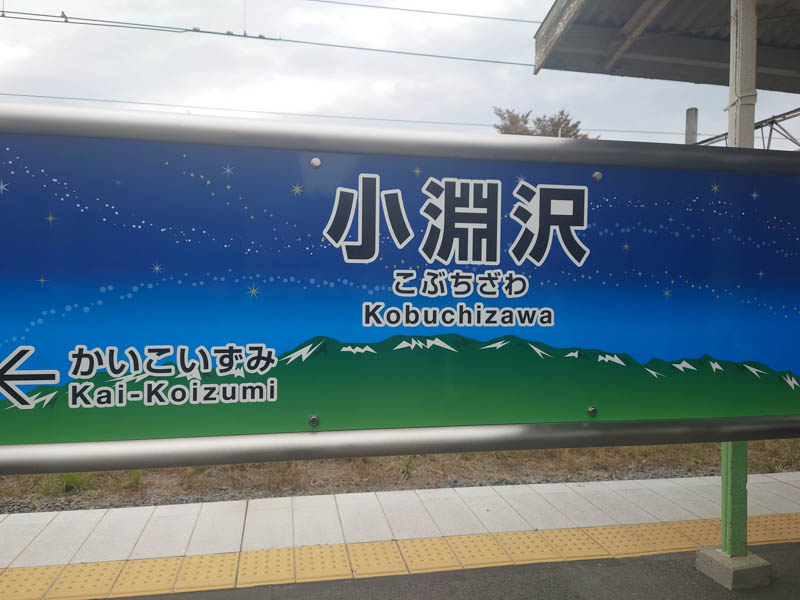 小淵沢
こぶちざわ
Kobuchizawa
← かいこいずみ
Kai-Koizumi